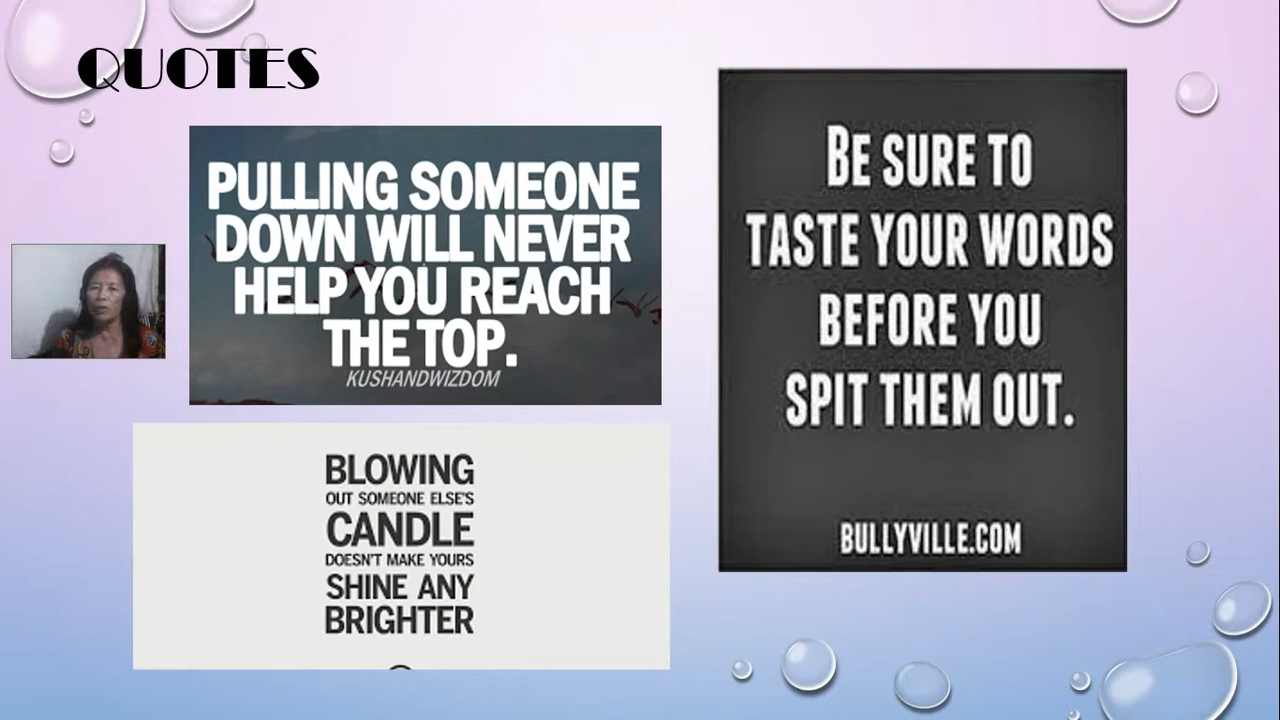 QUOTES
PULLING SOMEONE
DOWN WILL NEVER
HELP YOU REACH
THE TOP.
KUSHANDWIZDOM
BLOWING
OUT SOMEONE ELSE'S
CANDLE
DOESN'T MAKE YOURS
SHINE ANY
BRIGHTER
BE SURE TO
TASTE YOUR WORDS
BEFORE YOU
SPIT THEM OUT.
BULLYVILLE.COM